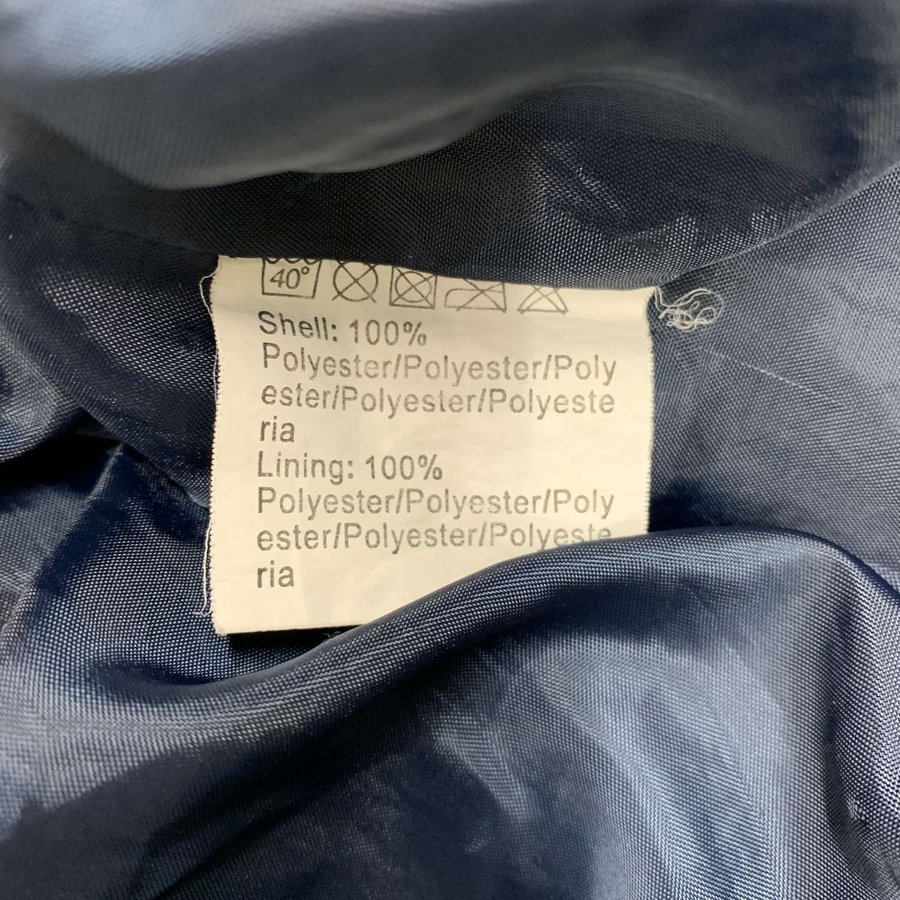 40°
Shell: 100%
Polyester/Polyester/Poly
ester/Polyester/Polyeste
ria
Lining: 100%
Polyester/Polyester/Poly
ester/Polyester/Polyeste
ria